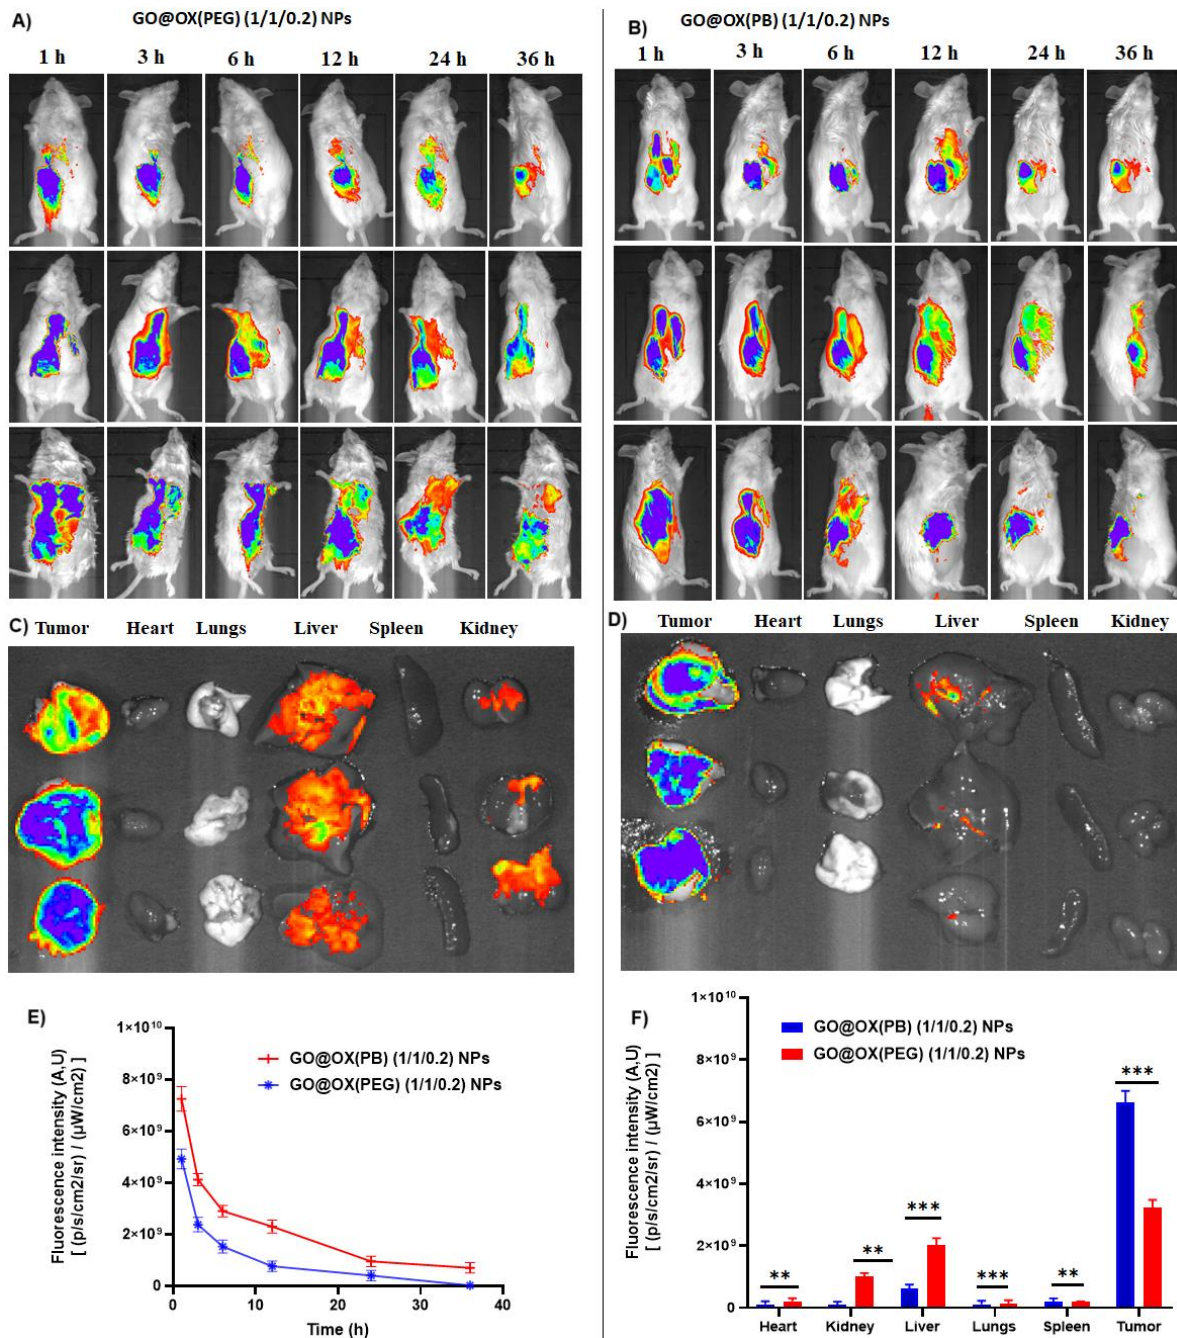 A)
GO@OX(PEG) (1/1/0.2) NPs
1 h 3 h 6 h 12 h 24 h 36 h
B)
GO@OX(PB) (1/1/0.2) NPs
1 h 3 h 6 h 12 h 24 h 36 h
C)
Tumor Heart Lungs Liver Spleen Kidney
D)
Tumor Heart Lungs Liver Spleen Kidney
E)
Fluorescence intensity (A,U)
[ (p/s/cm2/sr) / (µW/cm2) ]
1×10¹⁰
8×10⁹
6×10⁹
4×10⁹
2×10⁹
0
GO@OX(PB) (1/1/0.2) NPs
GO@OX(PEG) (1/1/0.2) NPs
0 10 20 30 40
Time (h)
F)
Fluorescence intensity (A,U)
[ (p/s/cm2/sr) / (µW/cm2) ]
1×10¹⁰
8×10⁹
6×10⁹
4×10⁹
2×10⁹
0
GO@OX(PB) (1/1/0.2) NPs
GO@OX(PEG) (1/1/0.2) NPs
** ** *** *** ** ***
Heart Kidney Liver Lungs Spleen Tumor